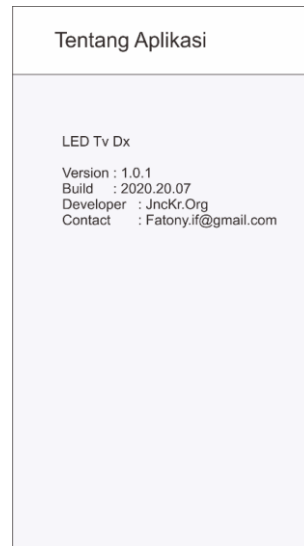 Tentang Aplikasi
LED Tv Dx
Version : 1.0.1
Build : 2020.20.07
Developer : JncKr.Org
Contact : Fatony.if@gmail.com